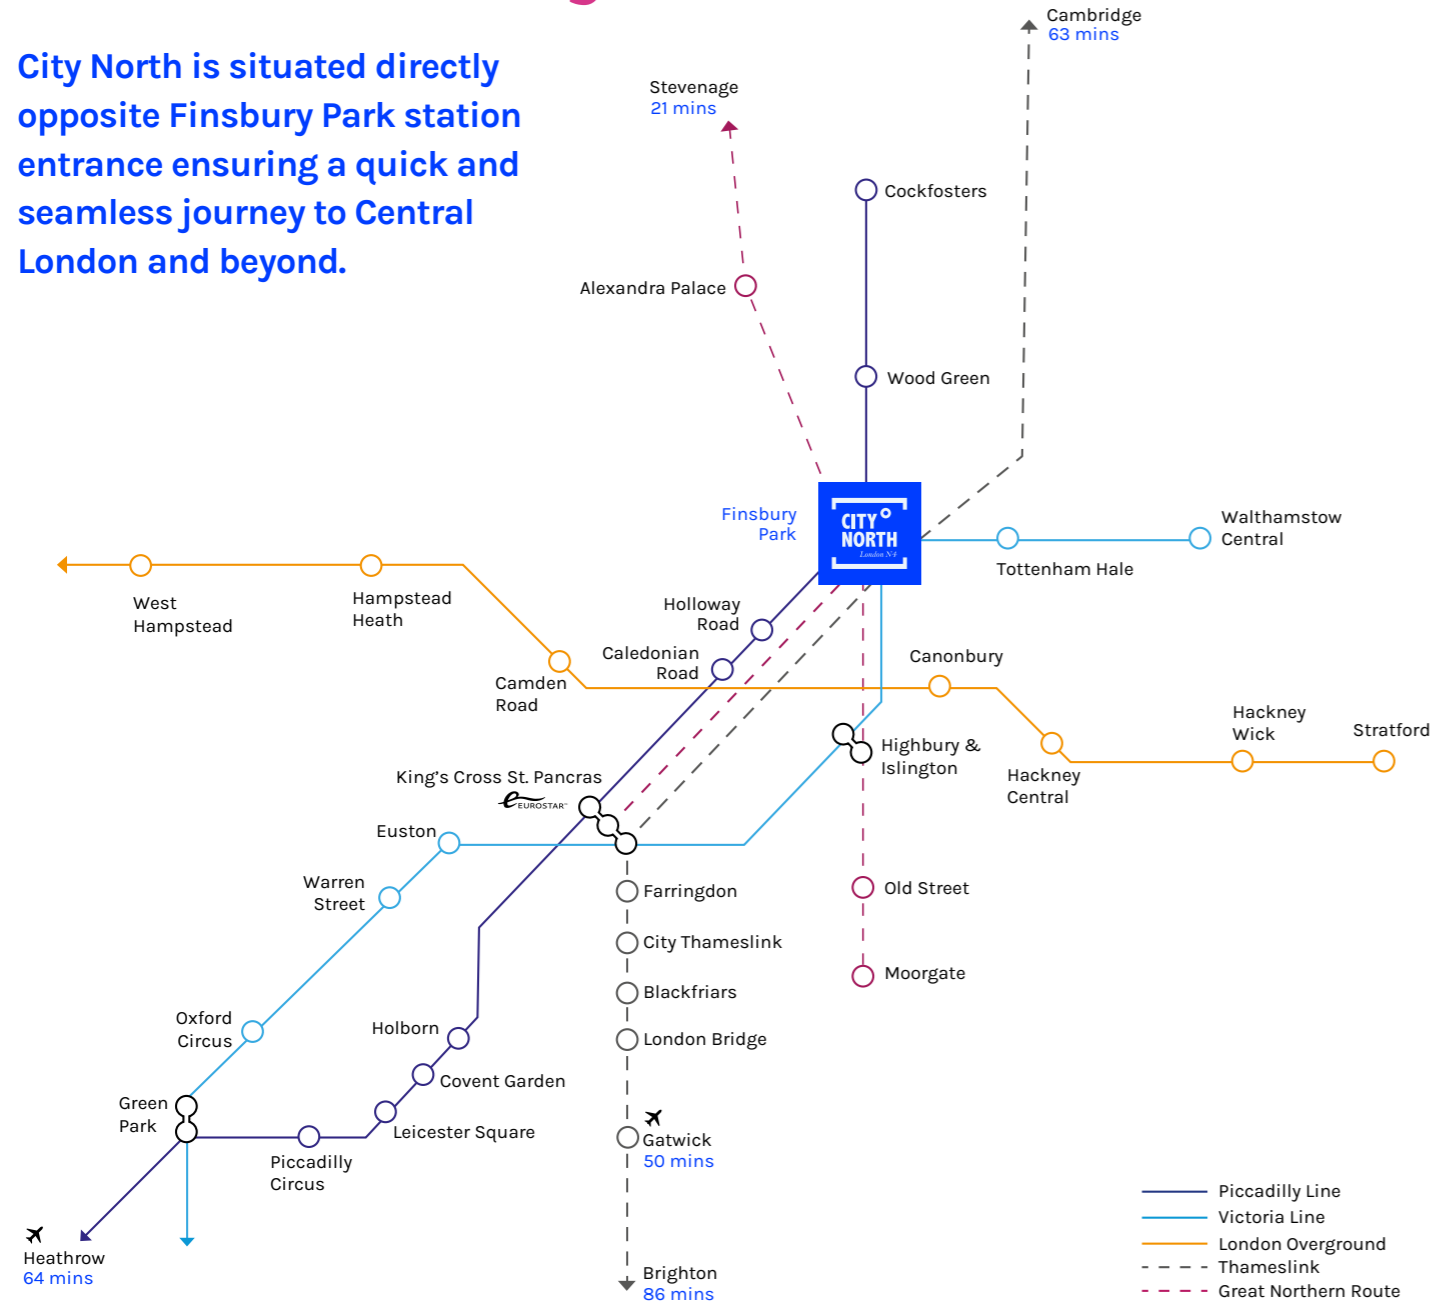 City North is situated directly
opposite Finsbury Park station
entrance ensuring a quick and
seamless journey to Central
London and beyond.
Cambridge
63 mins
Stevenage
21 mins
Cockfosters
Alexandra Palace
Wood Green
Finsbury
Park
CITY
NORTH
London N4
Walthamstow
Central
Tottenham Hale
West
Hampstead
Hampstead
Heath
Holloway
Road
Caledonian
Road
Camden
Road
Canonbury
Hackney
Wick
Stratford
Highbury &
Islington
Hackney
Central
King's Cross St. Pancras
EUROSTAR™
Euston
Warren
Street
Farringdon
Old Street
City Thameslink
Moorgate
Blackfriars
Oxford
Circus
Holborn
London Bridge
Covent Garden
Green
Park
Leicester Square
Gatwick
50 mins
Piccadilly
Circus
Heathrow
64 mins
Brighton
86 mins
Piccadilly Line
Victoria Line
London Overground
Thameslink
Great Northern Route